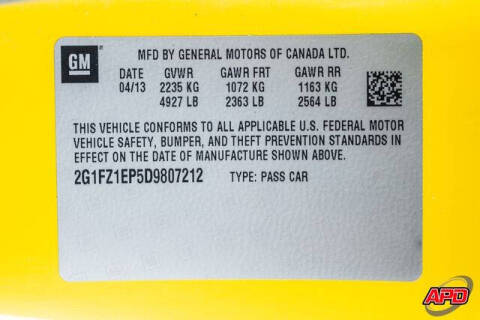 GM
MFD BY GENERAL MOTORS OF CANADA LTD.
DATE GVWR GAWR FRT GAWR RR
04/13 2235 KG 1072 KG 1163 KG
4927 LB 2363 LB 2564 LB
THIS VEHICLE CONFORMS TO ALL APPLICABLE U.S. FEDERAL MOTOR
VEHICLE SAFETY, BUMPER, AND THEFT PREVENTION STANDARDS IN
EFFECT ON THE DATE OF MANUFACTURE SHOWN ABOVE.
2G1FZ1EP5D9807212 TYPE: PASS CAR
APD